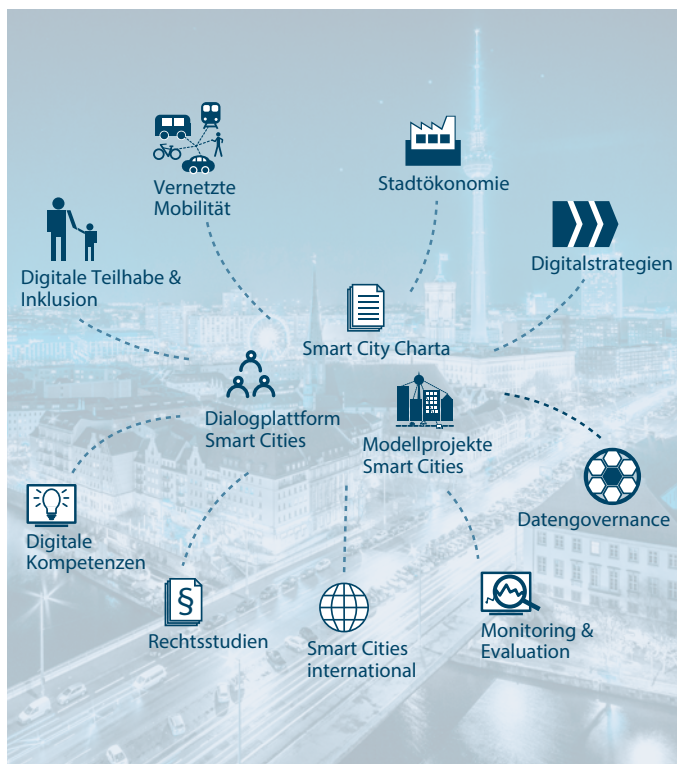 Vernetzte
Mobilität
Stadtökonomie
Digitale Teilhabe &
Inklusion
Digitalstrategien
Smart City Charta
Dialogplattform
Smart Cities
Modellprojekte
Smart Cities
Datengovernance
Digitale
Kompetenzen
§
Rechtsstudien
Smart Cities
international
Monitoring &
Evaluation